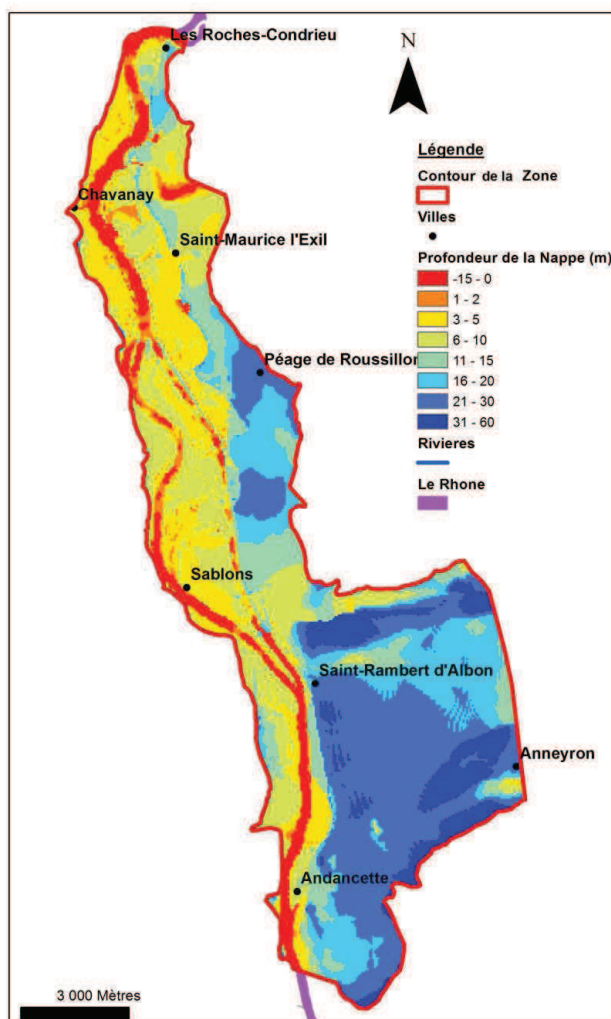 Les Roches-Condrieu
N
Légende
Contour de la Zone
Villes
Profondeur de la Nappe (m)
-15 - 0
1 - 2
3 - 5
6 - 10
11 - 15
16 - 20
21 - 30
31 - 60
Rivieres
Le Rhone
Chavanay
Saint-Maurice l'Exil
Péage de Roussillon
Sablons
Saint-Rambert d'Albon
Anneyron
Andancette
3 000 Mètres